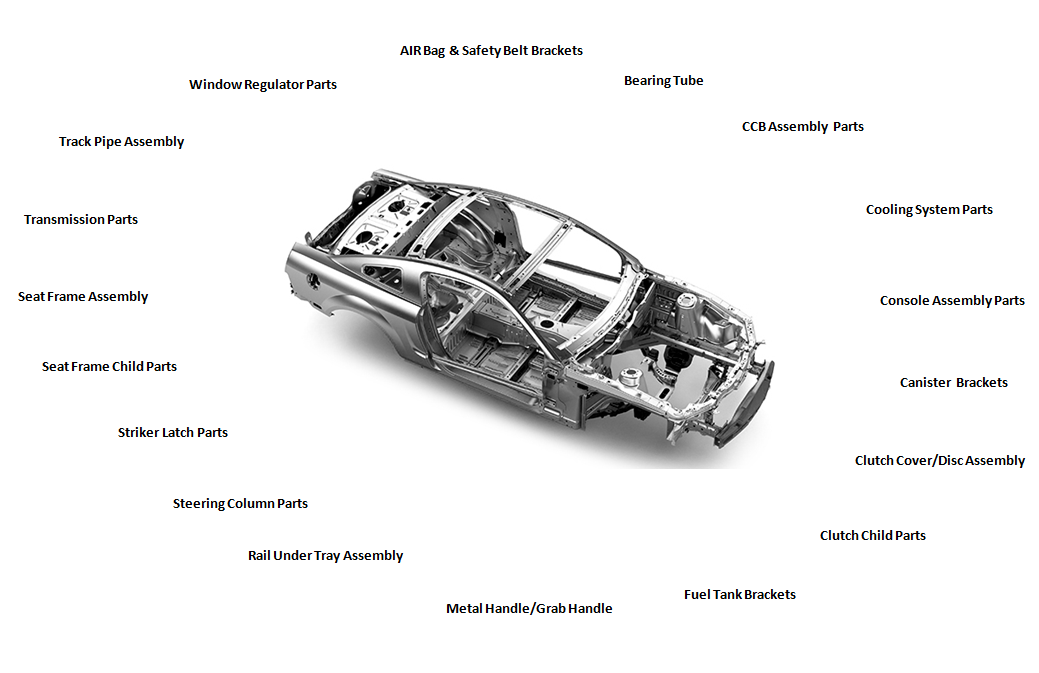 AIR Bag & Safety Belt Brackets
Bearing Tube
Window Regulator Parts
CCB Assembly Parts
Track Pipe Assembly
Cooling System Parts
Transmission Parts
Seat Frame Assembly
Console Assembly Parts
Seat Frame Child Parts
Canister Brackets
Striker Latch Parts
Clutch Cover/Disc Assembly
Steering Column Parts
Clutch Child Parts
Rail Under Tray Assembly
Fuel Tank Brackets
Metal Handle/Grab Handle